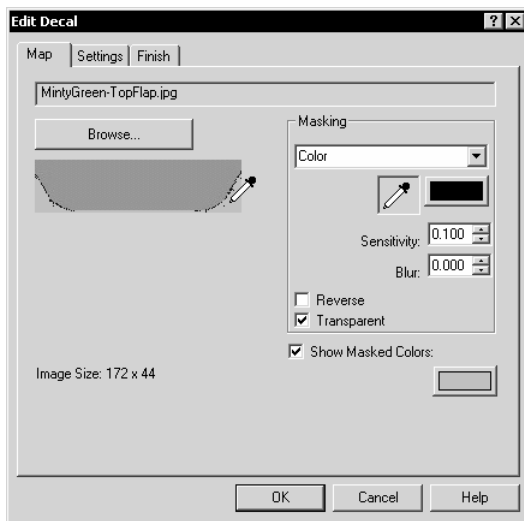 Edit Decal
Map Settings Finish
MintyGreen-TopFlap.jpg
Browse...
Masking
Color
Sensitivity: 0.100
Blur: 0.000
Reverse
Transparent
Show Masked Colors:
Image Size: 172 x 44
OK Cancel Help